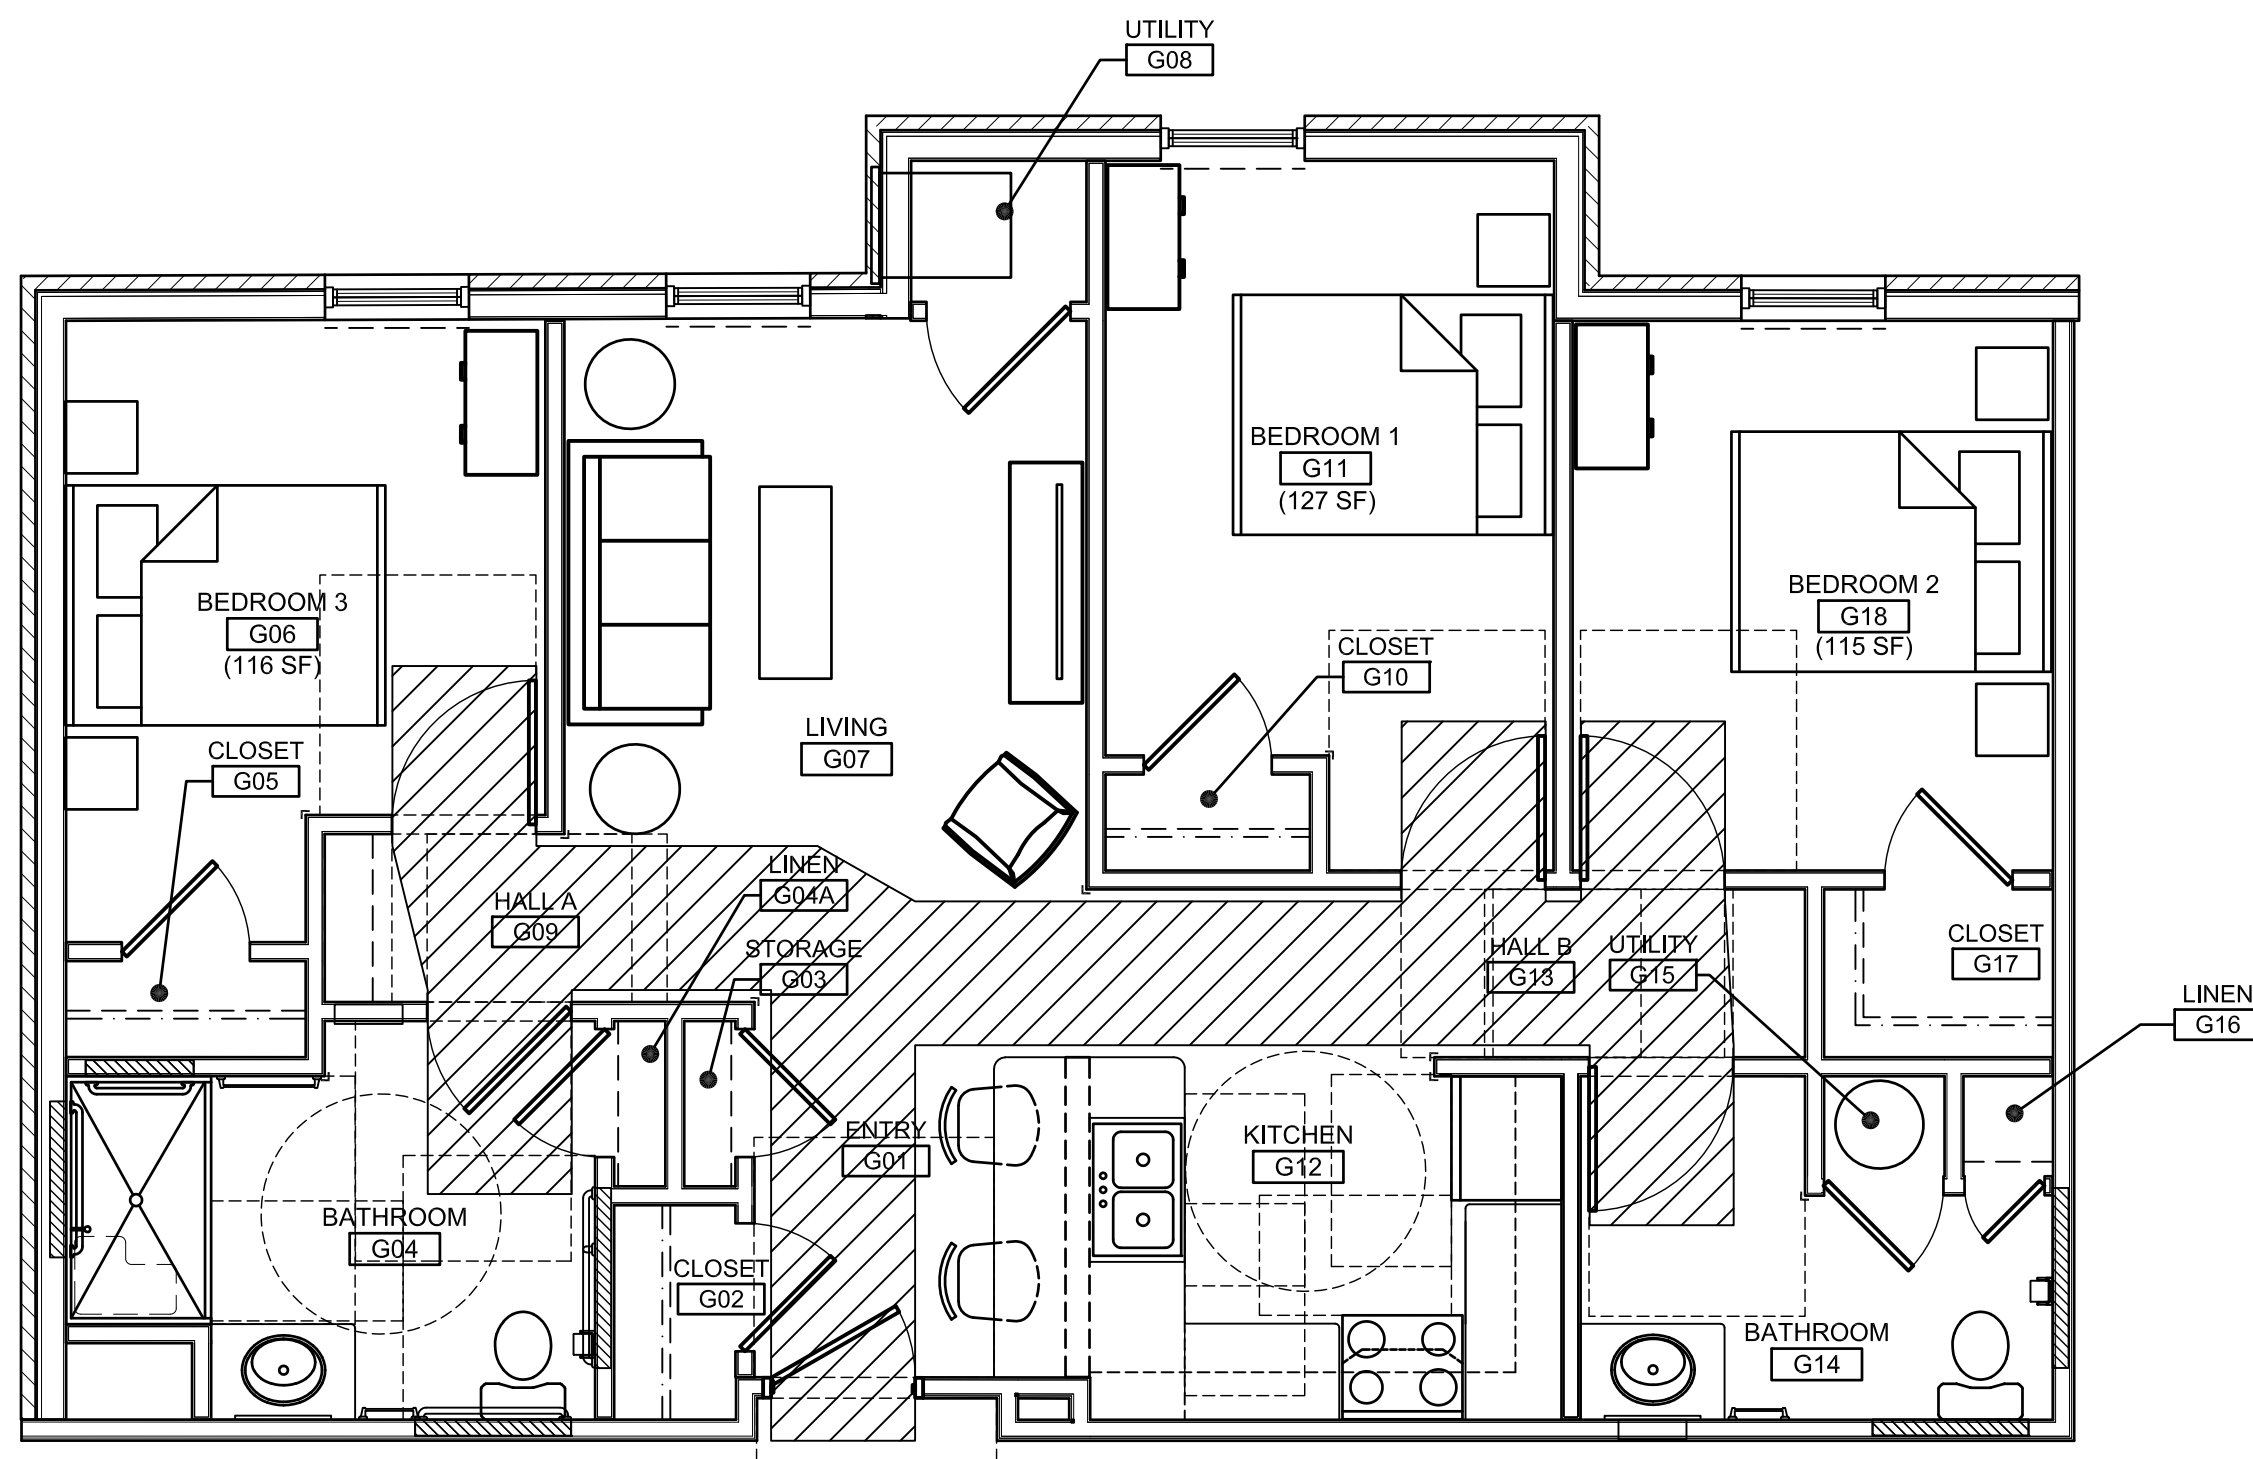 UTILITY
G08
BEDROOM 1
G11
(127 SF)
BEDROOM 2
G18
(115 SF)
BEDROOM 3
G06
(116 SF)
CLOSET
G10
LIVING
G07
CLOSET
G05
LINEN
G04A
HALL A
G09
STORAGE
G03
HALL B
G13
UTILITY
G15
CLOSET
G17
LINEN
G16
ENTRY
G01
KITCHEN
G12
BATHROOM
G04
CLOSET
G02
BATHROOM
G14